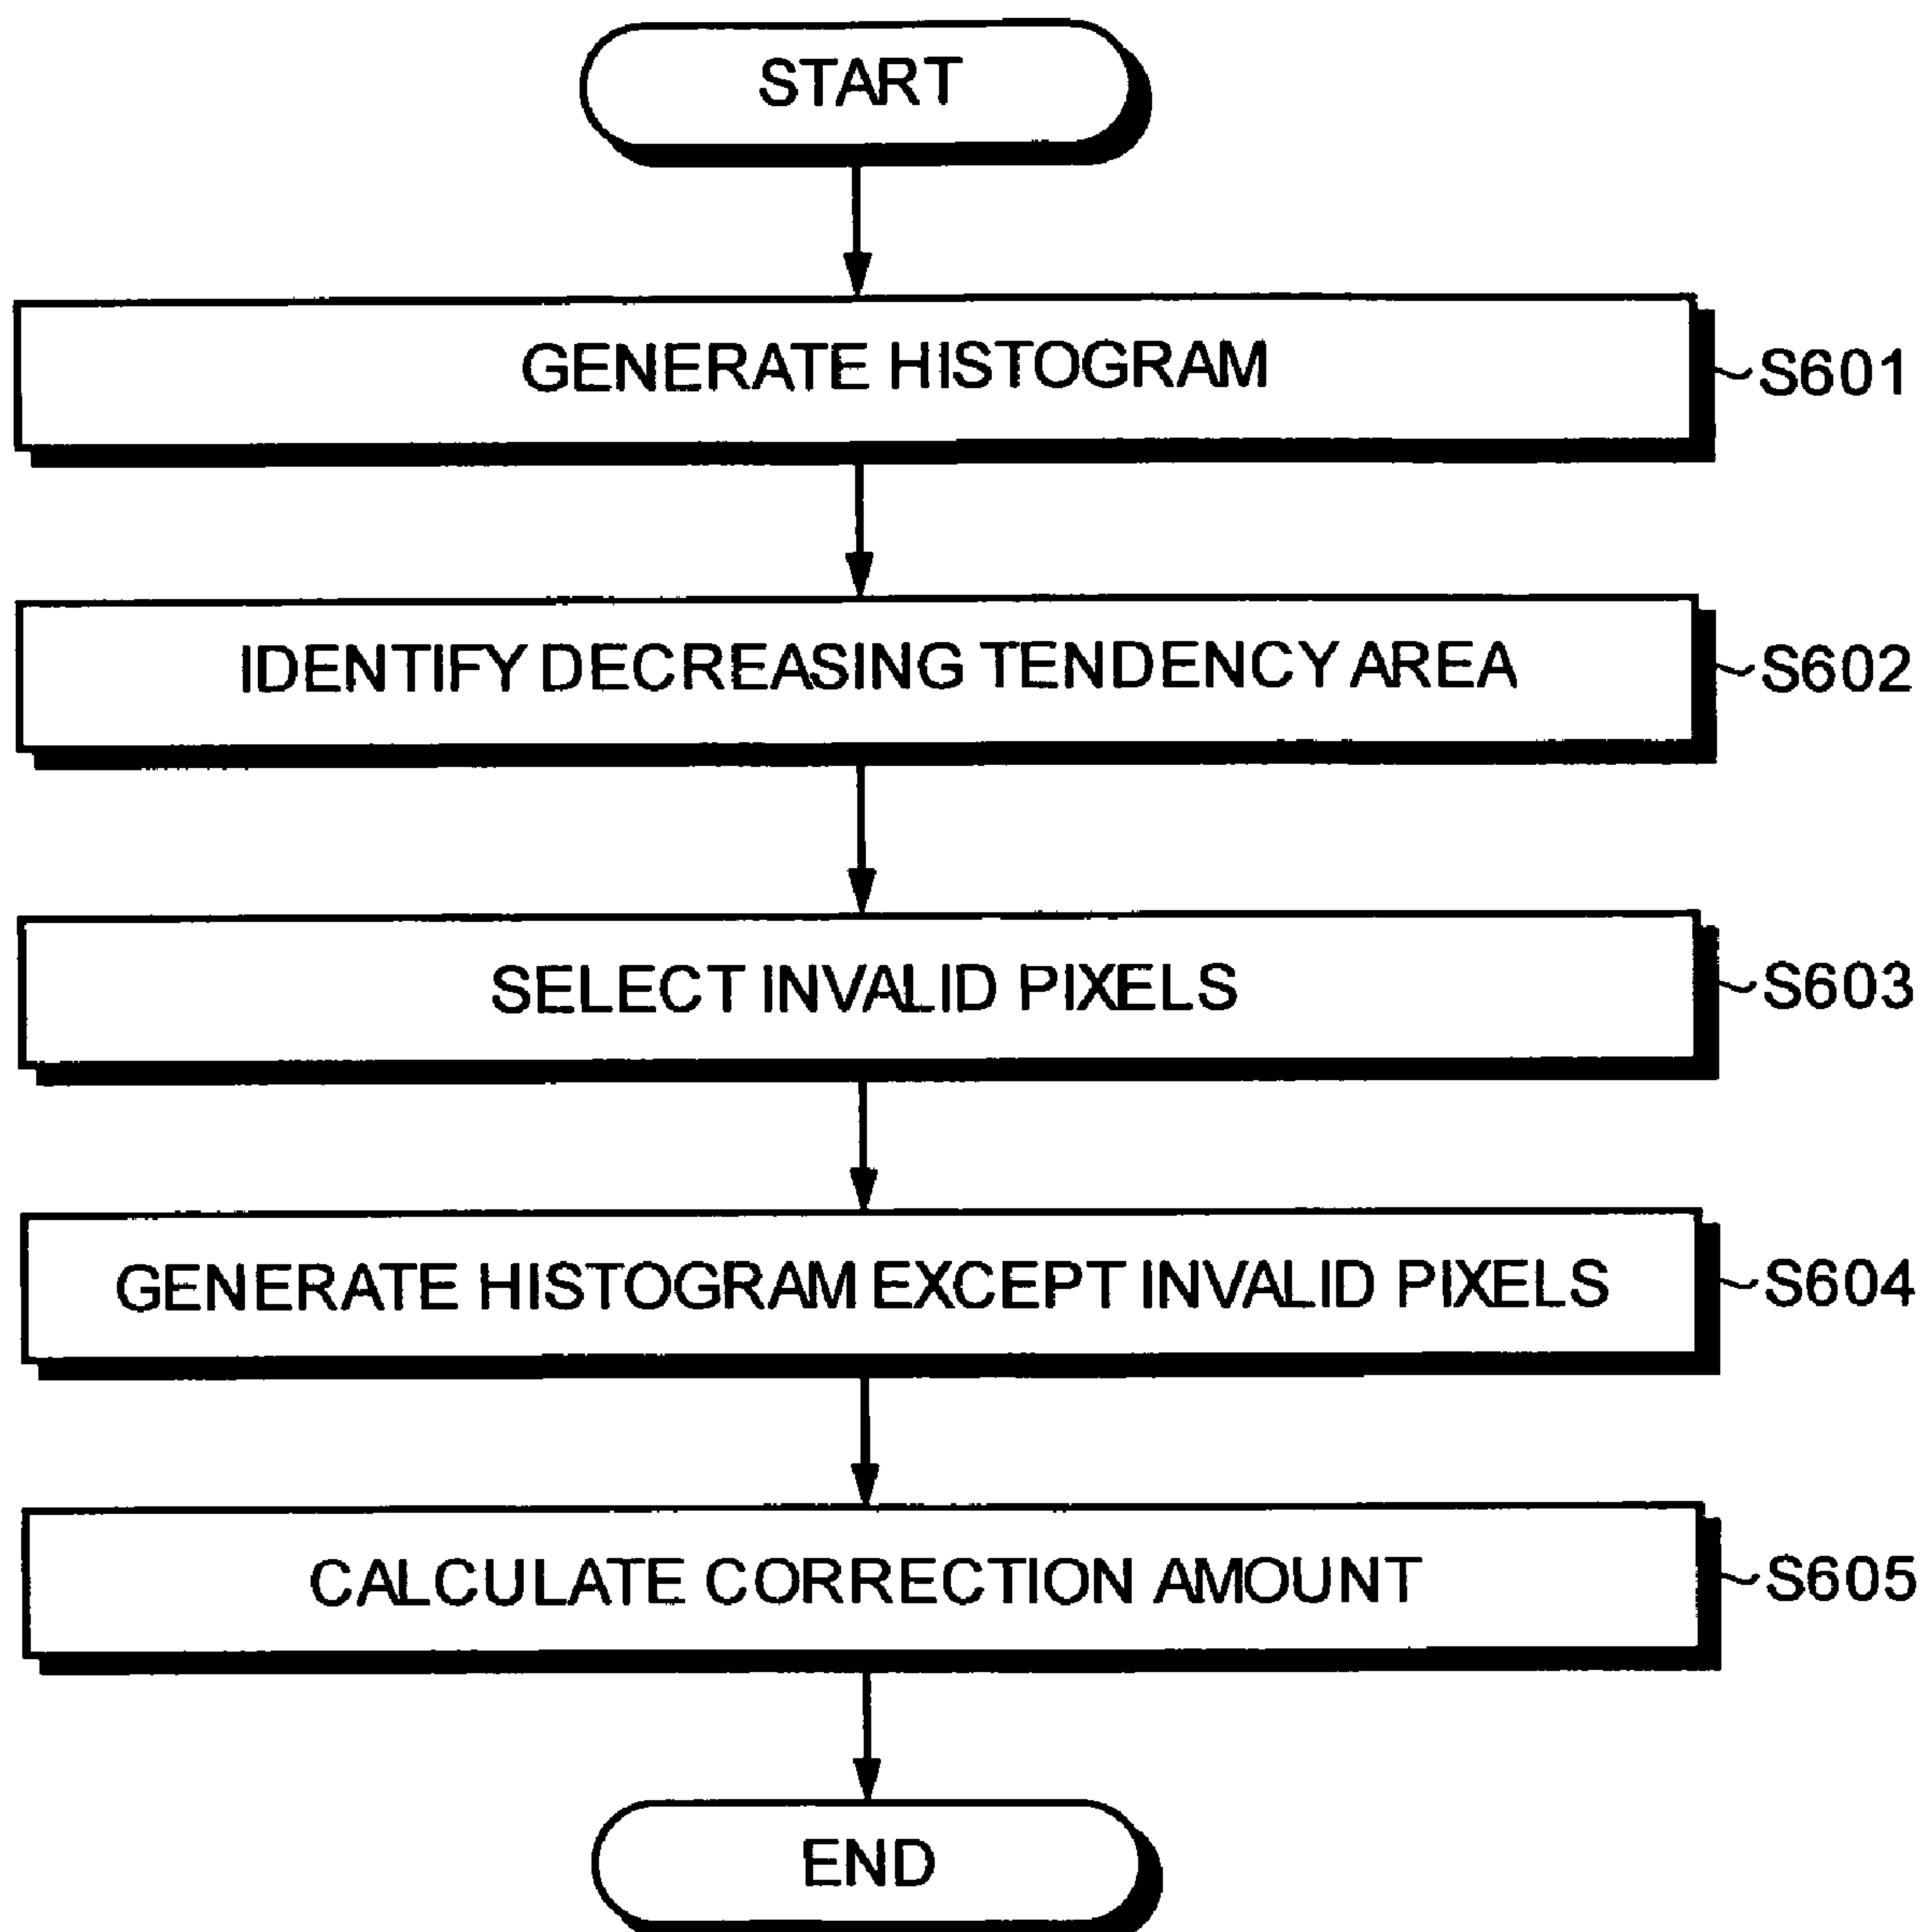 START
GENERATE HISTOGRAM
S601
IDENTIFY DECREASING TENDENCY AREA
S602
SELECT INVALID PIXELS
S603
GENERATE HISTOGRAM EXCEPT INVALID PIXELS
S604
CALCULATE CORRECTION AMOUNT
S605
END